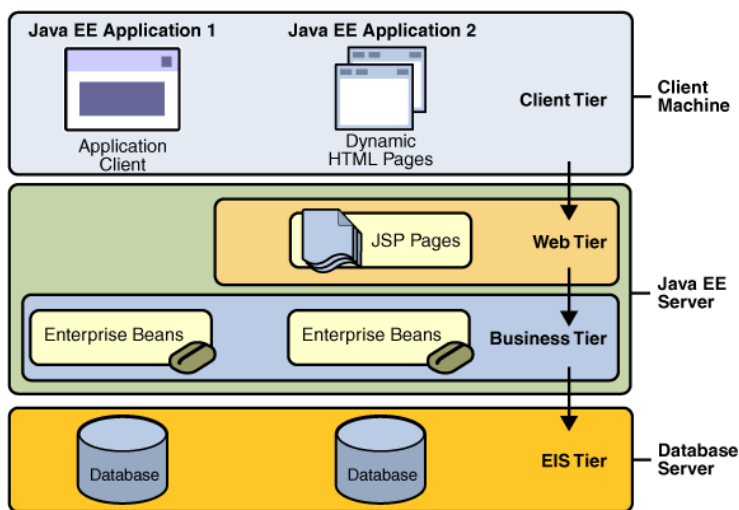 Java EE Application 1
Java EE Application 2
Application
Client
Dynamic
HTML Pages
Client Tier
Client
Machine
JSP Pages
Web Tier
Java EE
Server
Enterprise Beans
Enterprise Beans
Business Tier
Database
Database
EIS Tier
Database
Server